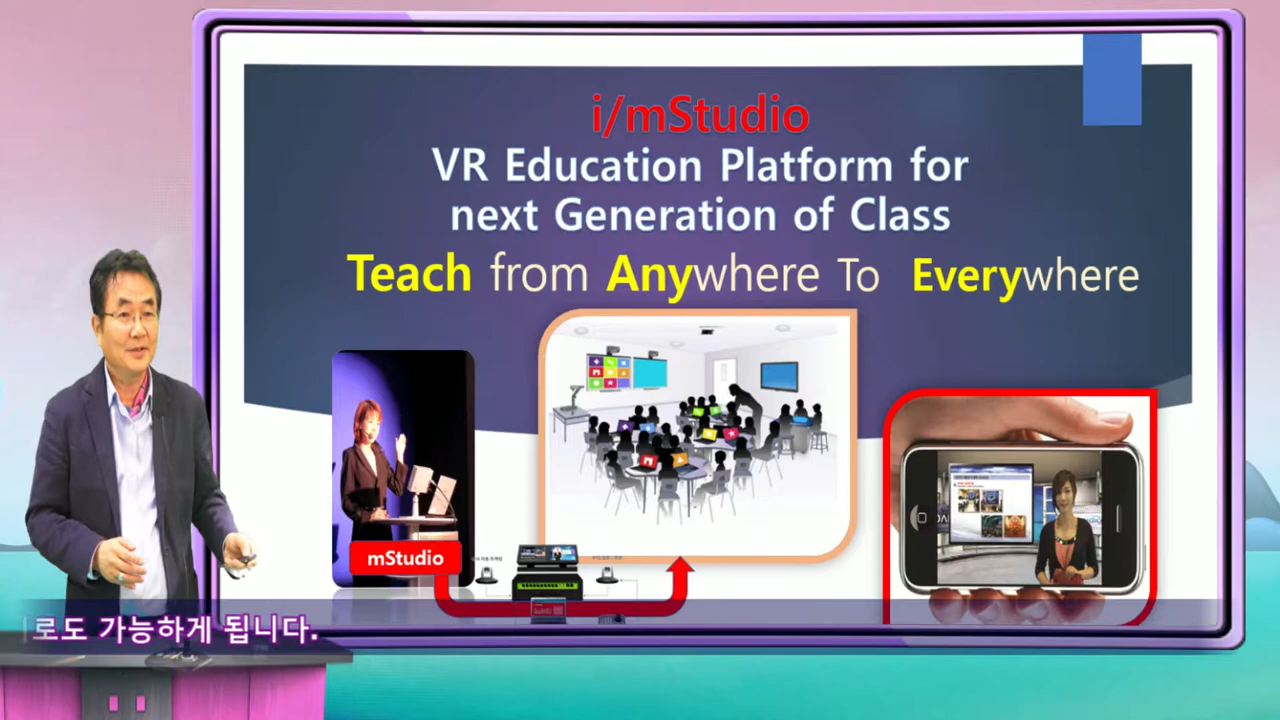 i/mStudio
VR Education Platform for
next Generation of Class
Teach from Anywhere To Everywhere
mStudio
로도 가능하게 됩니다.